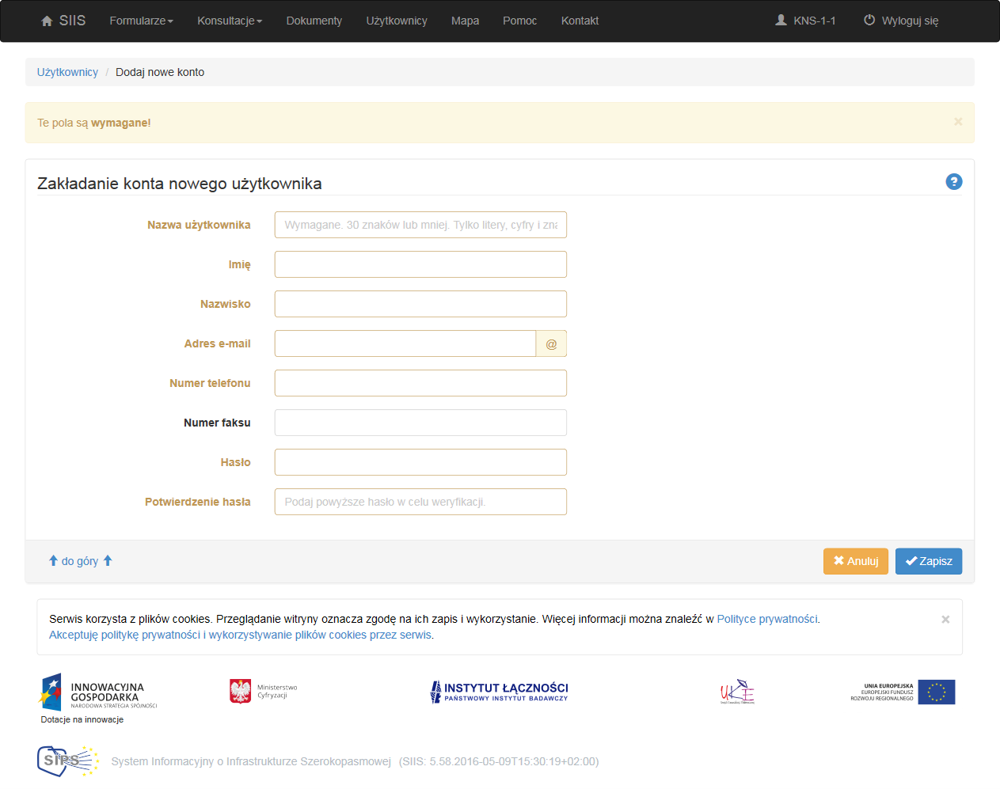 SIIS Formularze Konsultacje Dokumenty Użytkownicy Mapa Pomoc Kontakt KNS-1-1 Wyloguj się
Użytkownicy / Dodaj nowe konto
Te pola są wymagane! ×
Zakładanie konta nowego użytkownika ?
Nazwa użytkownika Wymagane. 30 znaków lub mniej. Tylko litery, cyfry i zna
Imię
Nazwisko
Adres e-mail @
Numer telefonu
Numer faksu
Hasło
Potwierdzenie hasła Podaj powyższe hasło w celu weryfikacji.
do góry Anuluj Zapisz
Serwis korzysta z plików cookies. Przeglądanie witryny oznacza zgodę na ich zapis i wykorzystanie. Więcej informacji można znaleźć w Polityce prywatności. ×
Akceptuję politykę prywatności i wykorzystywanie plików cookies przez serwis.
INNOWACYJNA
GOSPODARKA
NARODOWA STRATEGIA SPÓJNOŚCI
Dotacje na innowacje
Ministerstwo
Cyfryzacji
INSTYTUT ŁĄCZNOŚCI
PAŃSTWOWY INSTYTUT BADAWCZY
UKE
UNIA EUROPEJSKA
EUROPEJSKI FUNDUSZ
ROZWOJU REGIONALNEGO
SIPS
System Informacyjny o Infrastrukturze Szerokopasmowej (SIIS: 5.58.2016-05-09T15:30:19+02:00)